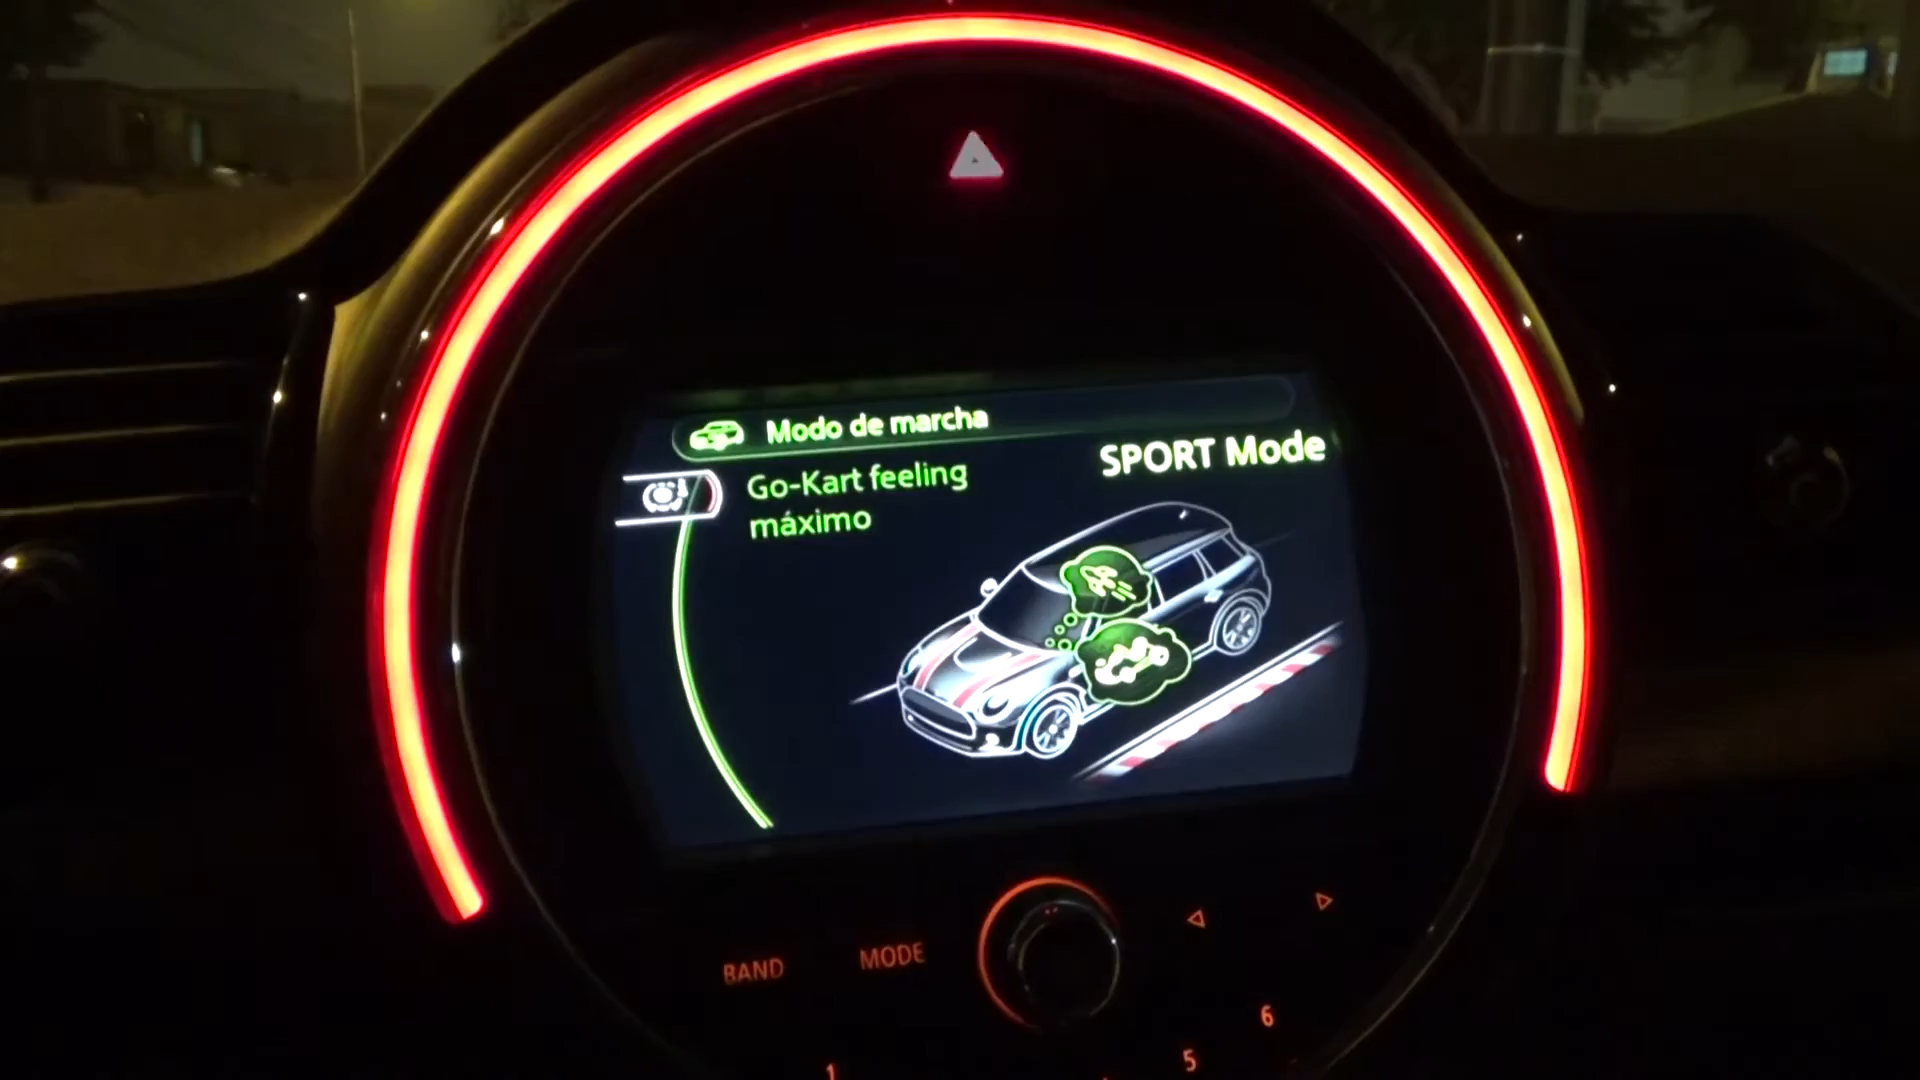 Modo de marcha
SPORT Mode
Go-Kart feeling
máximo
BAND
MODE
6
5
1